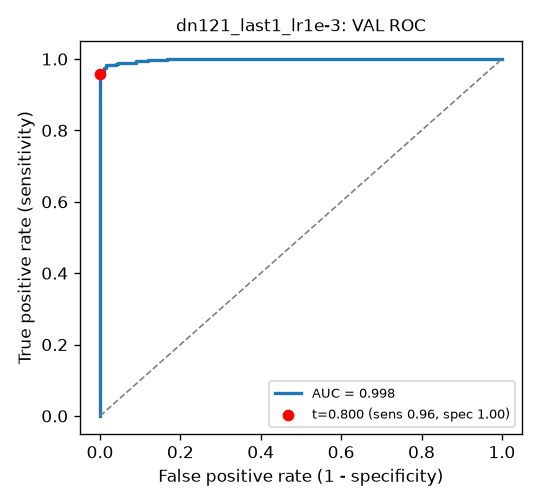 dn121_last1_lr1e-3: VAL ROC
True positive rate (sensitivity)
1.0
0.8
0.6
0.4
0.2
0.0
AUC = 0.998
t=0.800 (sens 0.96, spec 1.00)
0.0 0.2 0.4 0.6 0.8 1.0
False positive rate (1 - specificity)